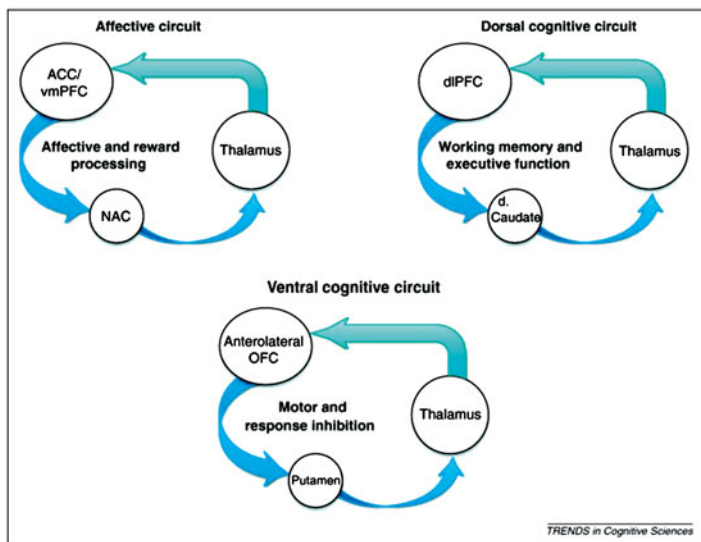 Affective circuit
ACC/
vmPFC
Affective and reward
processing
Thalamus
NAC
Dorsal cognitive circuit
dlPFC
Working memory and
executive function
Thalamus
d.
Caudate
Ventral cognitive circuit
Anterolateral
OFC
Motor and
response inhibition
Thalamus
Putamen
TRENDS in Cognitive Sciences